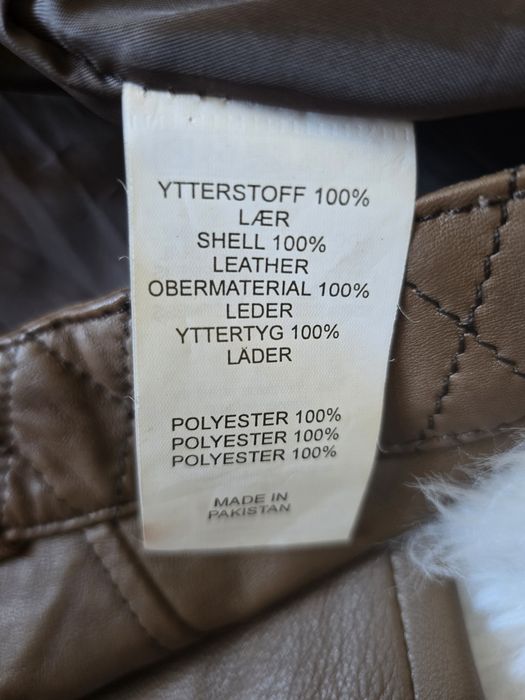 YTTERSTOFF 100%
LÆR
SHELL 100%
LEATHER
OBERMATERIAL 100%
LEDER
YTTERTYG 100%
LÄDER
POLYESTER 100%
POLYESTER 100%
POLYESTER 100%
MADE IN
PAKISTAN